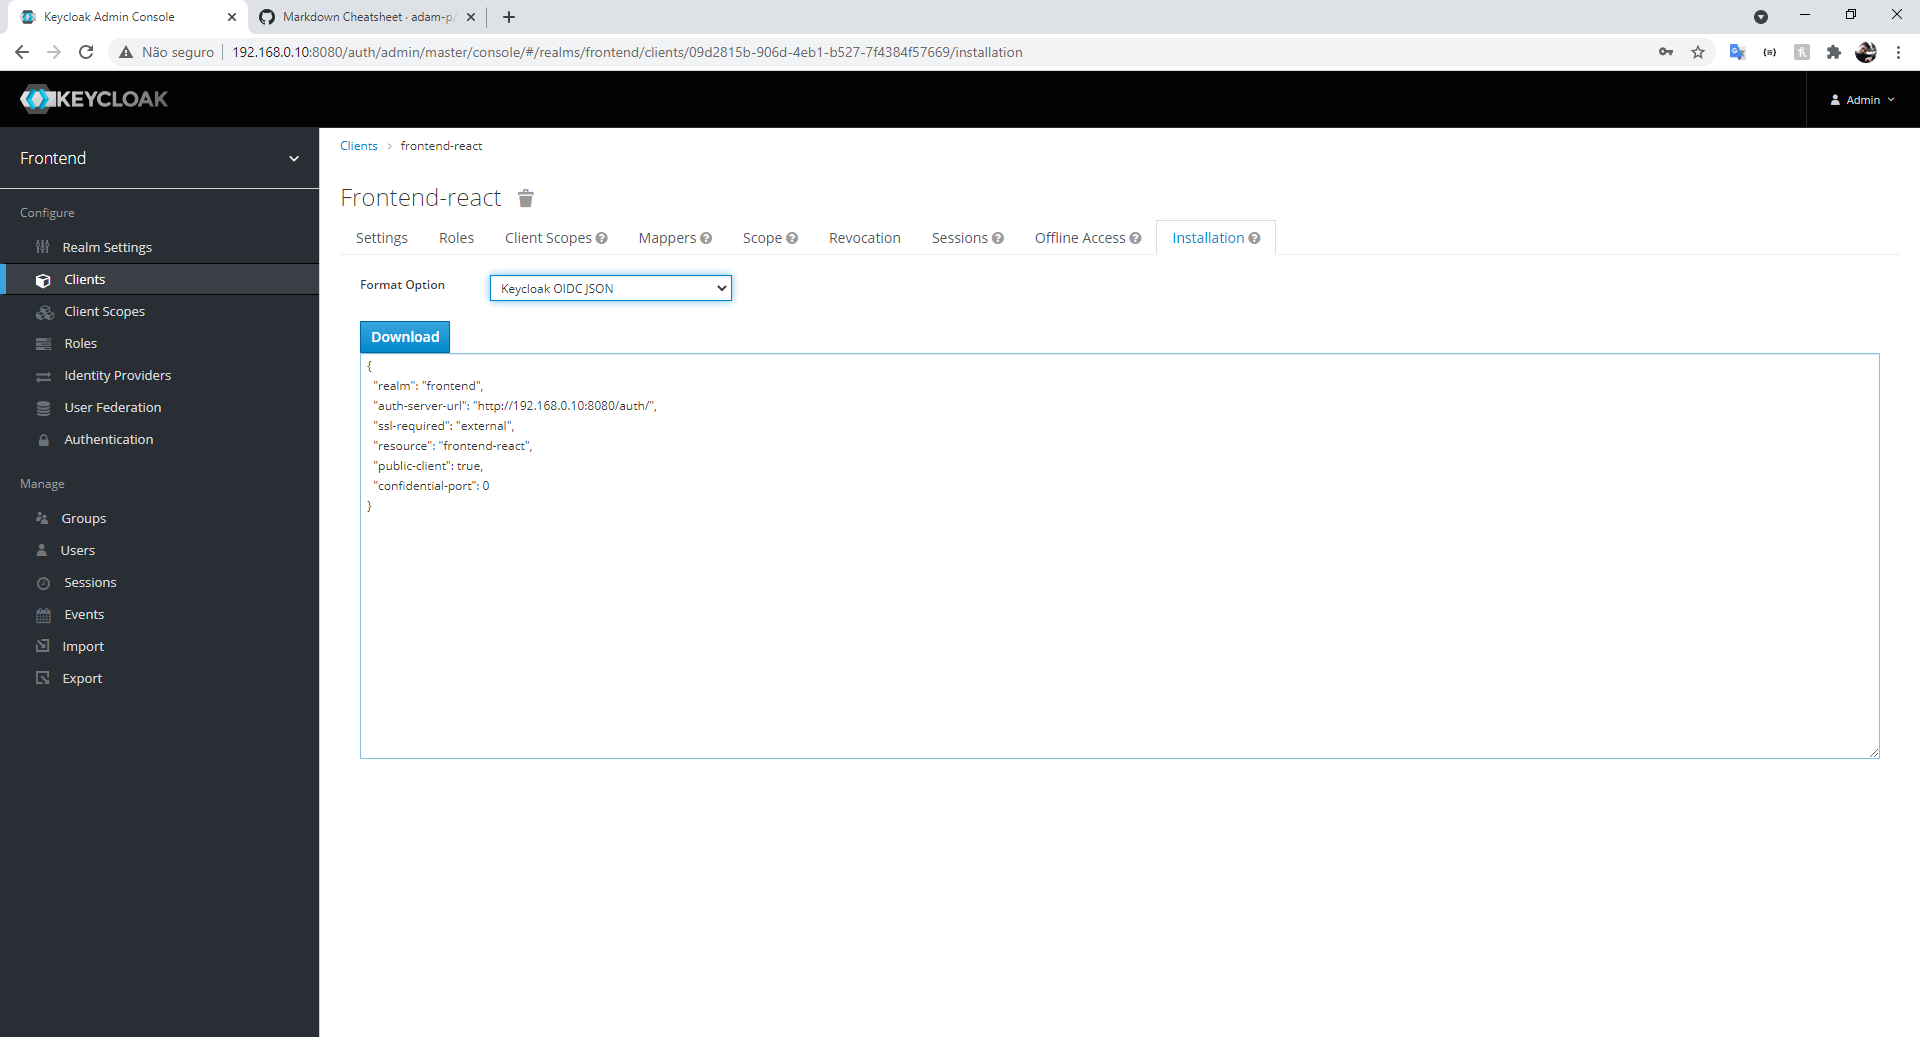 Keycloak Admin Console
Markdown Cheatsheet · adam-p/
Não seguro
192.168.0.10:8080/auth/admin/master/console/#/realms/frontend/clients/09d2815b-906d-4eb1-b527-7f4384f57669/installation
KEYCLOAK
Admin
Frontend
Configure
Realm Settings
Clients
Client Scopes
Roles
Identity Providers
User Federation
Authentication
Manage
Groups
Users
Sessions
Events
Import
Export
Clients > frontend-react
Frontend-react
Settings Roles Client Scopes Mappers Scope Revocation Sessions Offline Access Installation
Format Option Keycloak OIDC JSON
Download
{
"realm": "frontend",
"auth-server-url": "http://192.168.0.10:8080/auth/",
"ssl-required": "external",
"resource": "frontend-react",
"public-client": true,
"confidential-port": 0
}